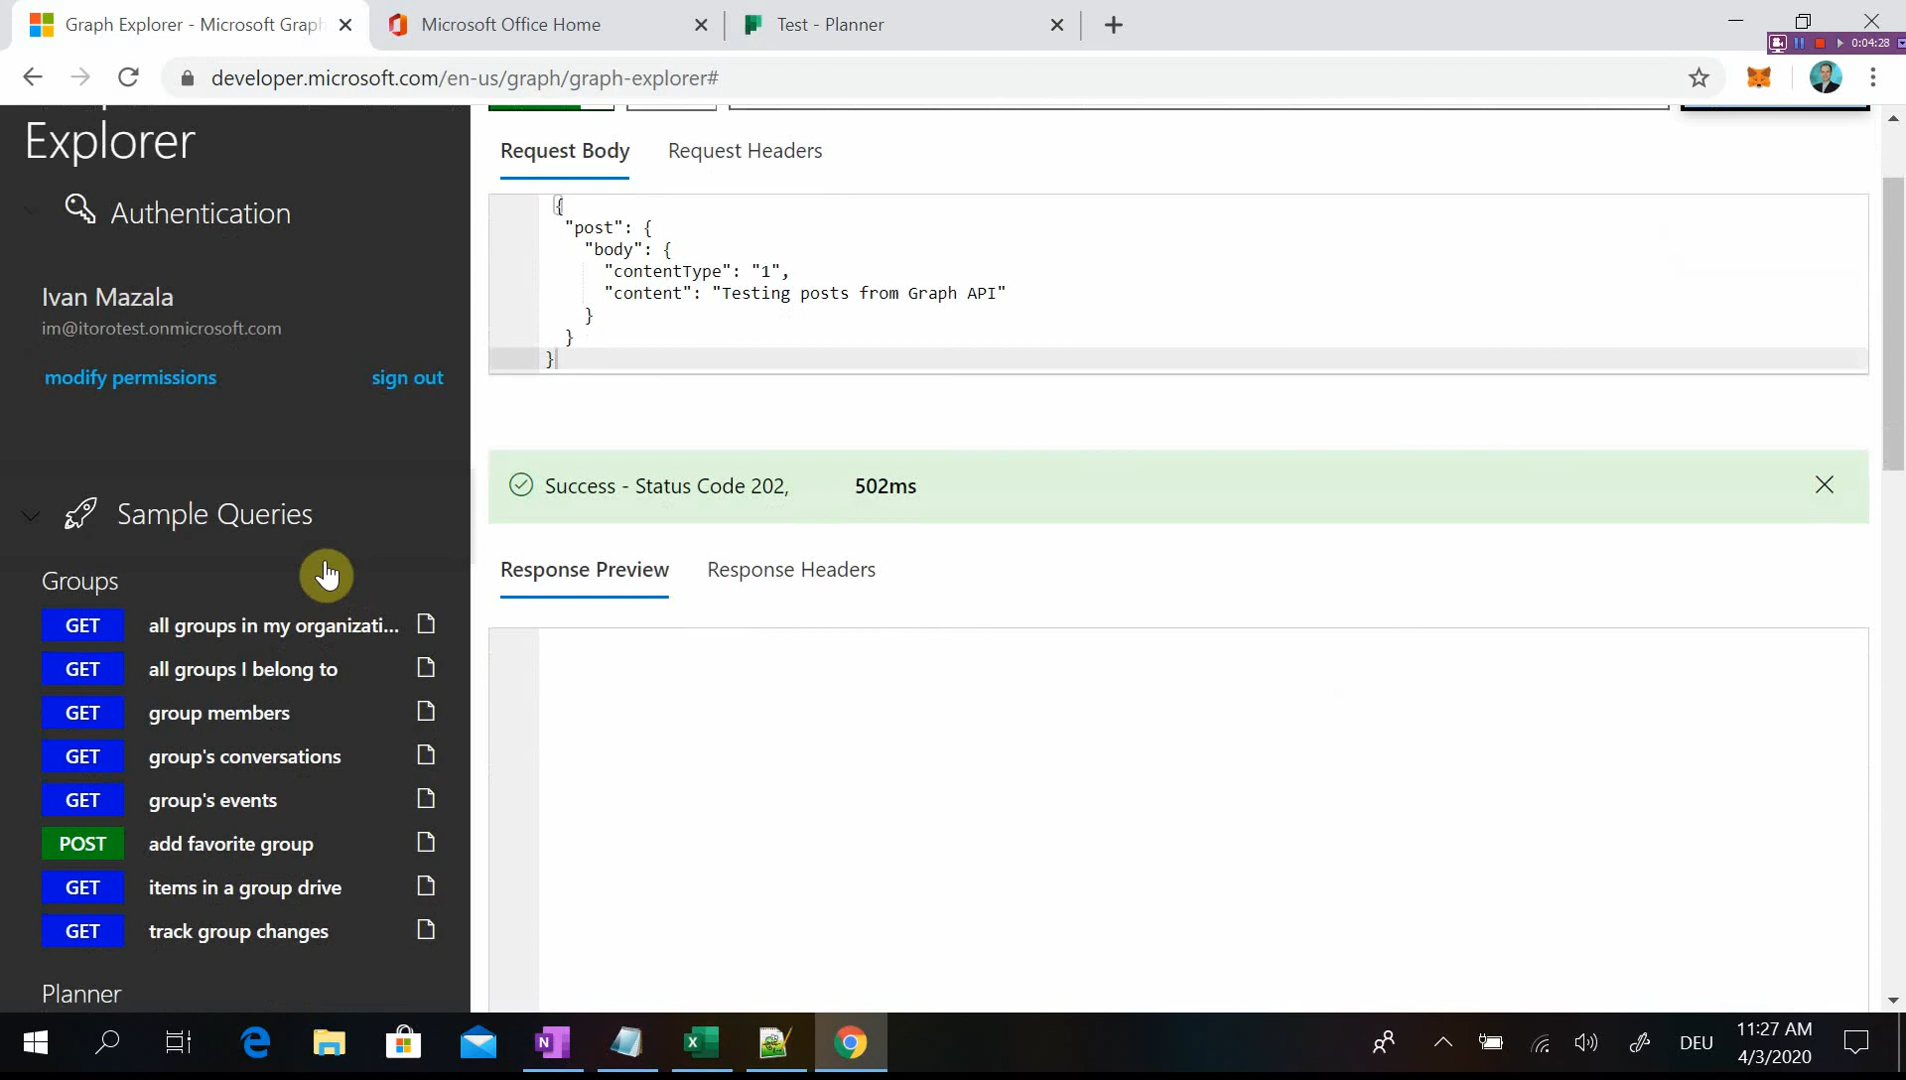 Graph Explorer - Microsoft Graph
Microsoft Office Home
Test - Planner
0:04:28
developer.microsoft.com/en-us/graph/graph-explorer#
Explorer
Authentication
Ivan Mazala
im@itorotest.onmicrosoft.com
modify permissions
sign out
Sample Queries
Groups
GET all groups in my organizati...
GET all groups I belong to
GET group members
GET group's conversations
GET group's events
POST add favorite group
GET items in a group drive
GET track group changes
Planner
Request Body
Request Headers
{
"post": {
"body": {
"contentType": "1",
"content": "Testing posts from Graph API"
}
}
}
Success - Status Code 202, 502ms
Response Preview
Response Headers
DEU
11:27 AM
4/3/2020